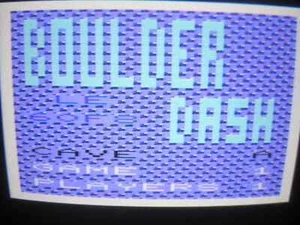 BOULDER
DASH
CAVE A
GAME 1
PLAYERS 1